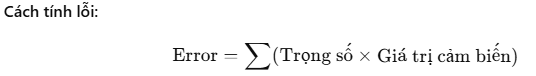 Cách tính lỗi:
Error = ∑(Trọng số × Giá trị cảm biến)